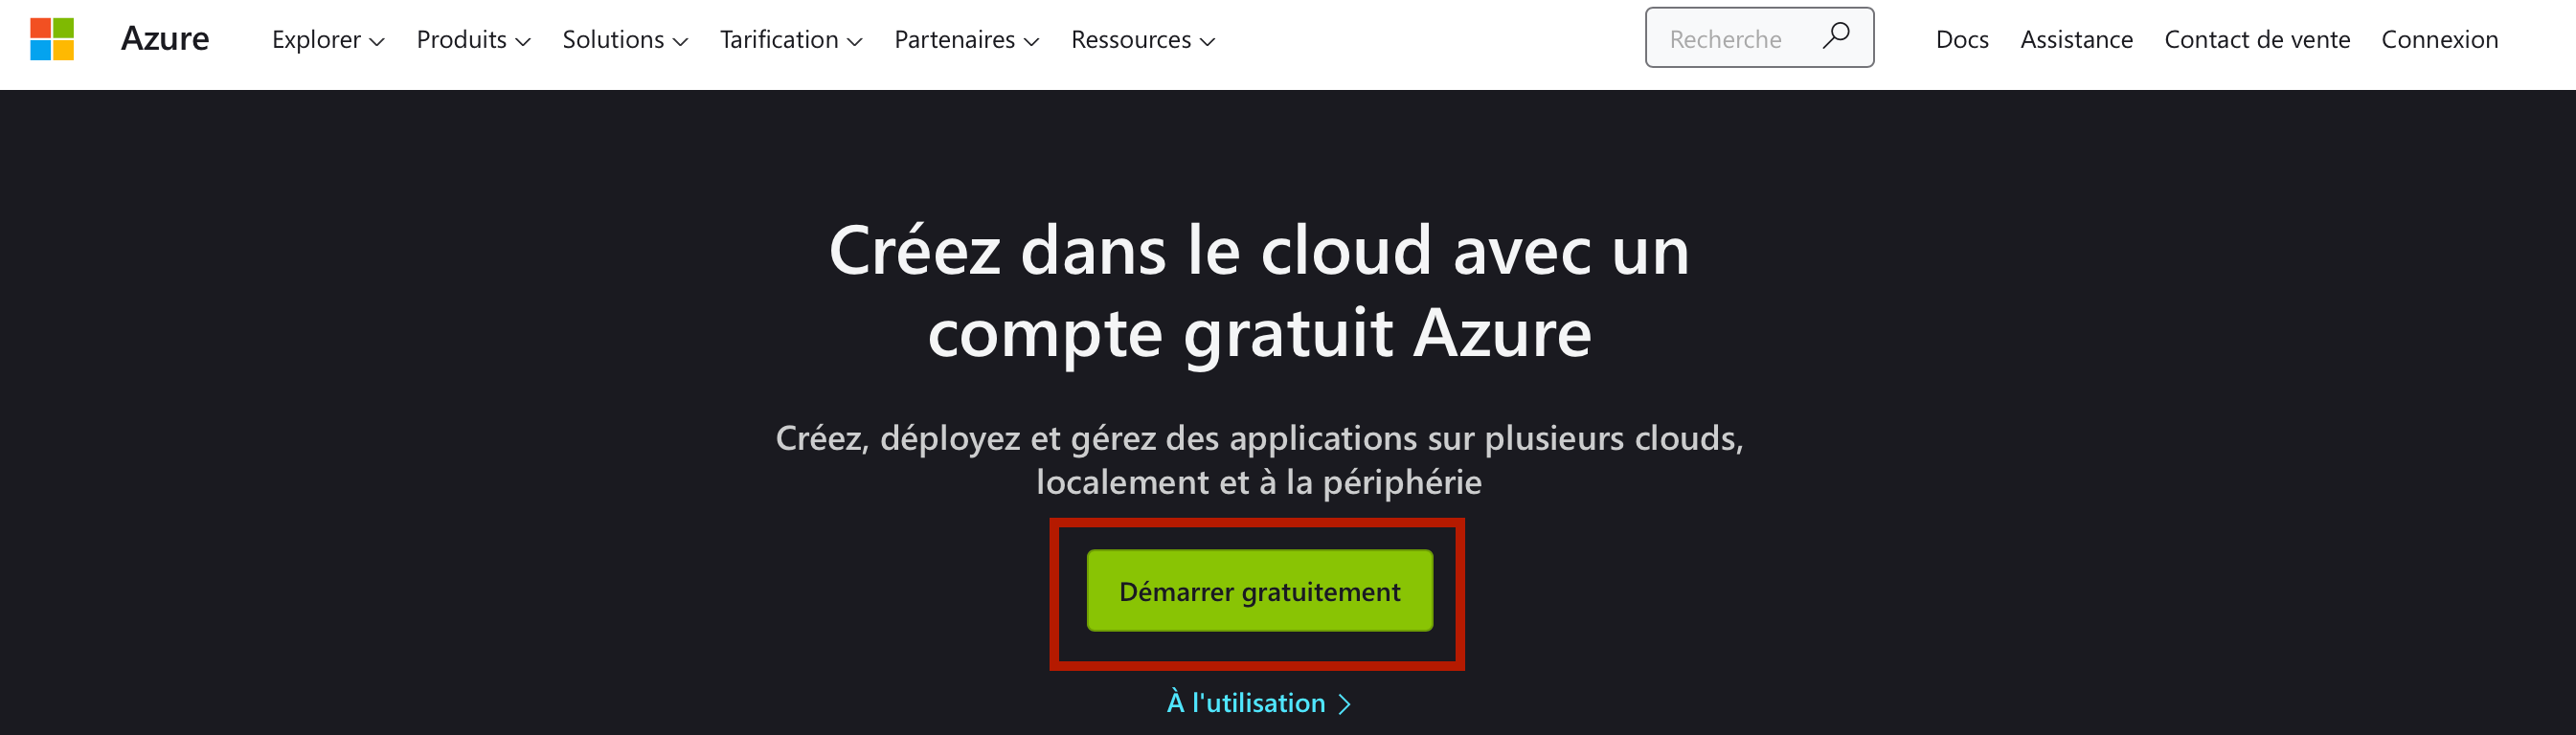 Azure Explorer Produits Solutions Tarification Partenaires Ressources Recherche Docs Assistance Contact de vente Connexion
Créez dans le cloud avec un
compte gratuit Azure
Créez, déployez et gérez des applications sur plusieurs clouds,
localement et à la périphérie
Démarrer gratuitement
À l'utilisation